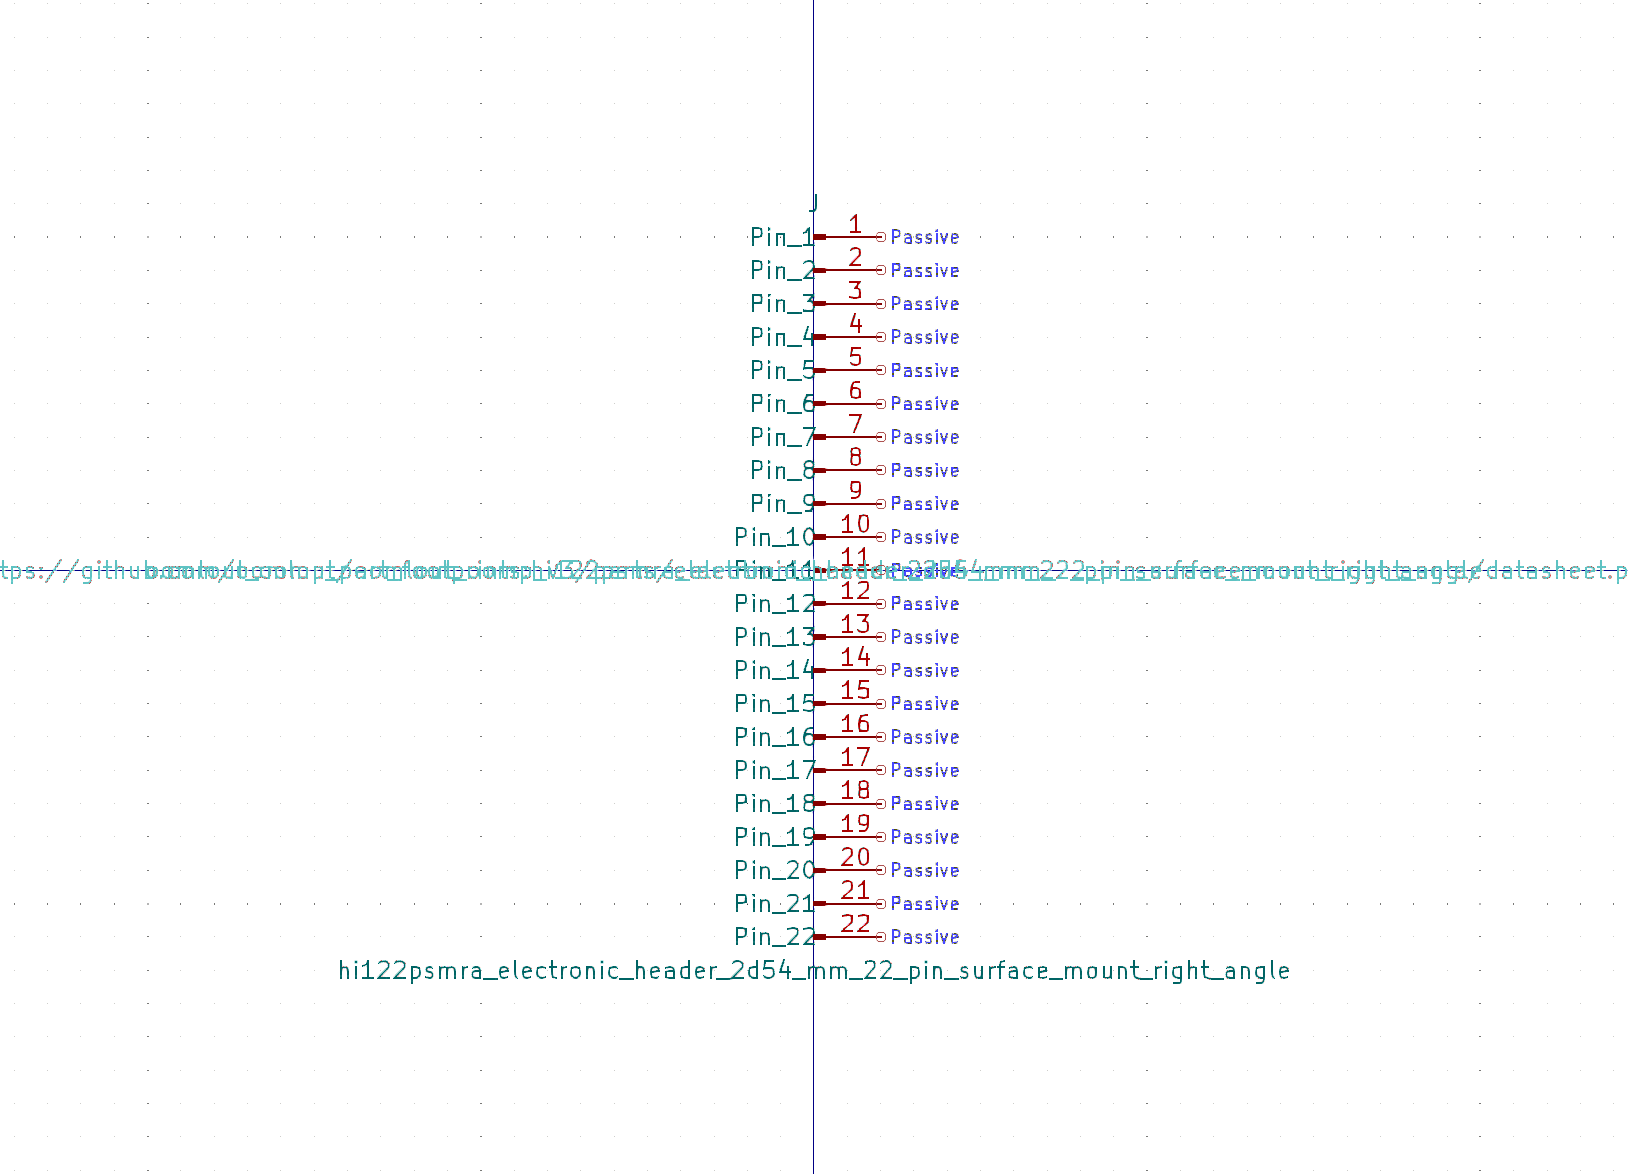 J
Pin_1 1 Passive
Pin_2 2 Passive
Pin_3 3 Passive
Pin_4 4 Passive
Pin_5 5 Passive
Pin_6 6 Passive
Pin_7 7 Passive
Pin_8 8 Passive
Pin_9 9 Passive
Pin_10 10 Passive
Pin_11 11 Passive
Pin_12 12 Passive
Pin_13 13 Passive
Pin_14 14 Passive
Pin_15 15 Passive
Pin_16 16 Passive
Pin_17 17 Passive
Pin_18 18 Passive
Pin_19 19 Passive
Pin_20 20 Passive
Pin_21 21 Passive
Pin_22 22 Passive
hi122psmra_electronic_header_2d54_mm_22_pin_surface_mount_right_angle